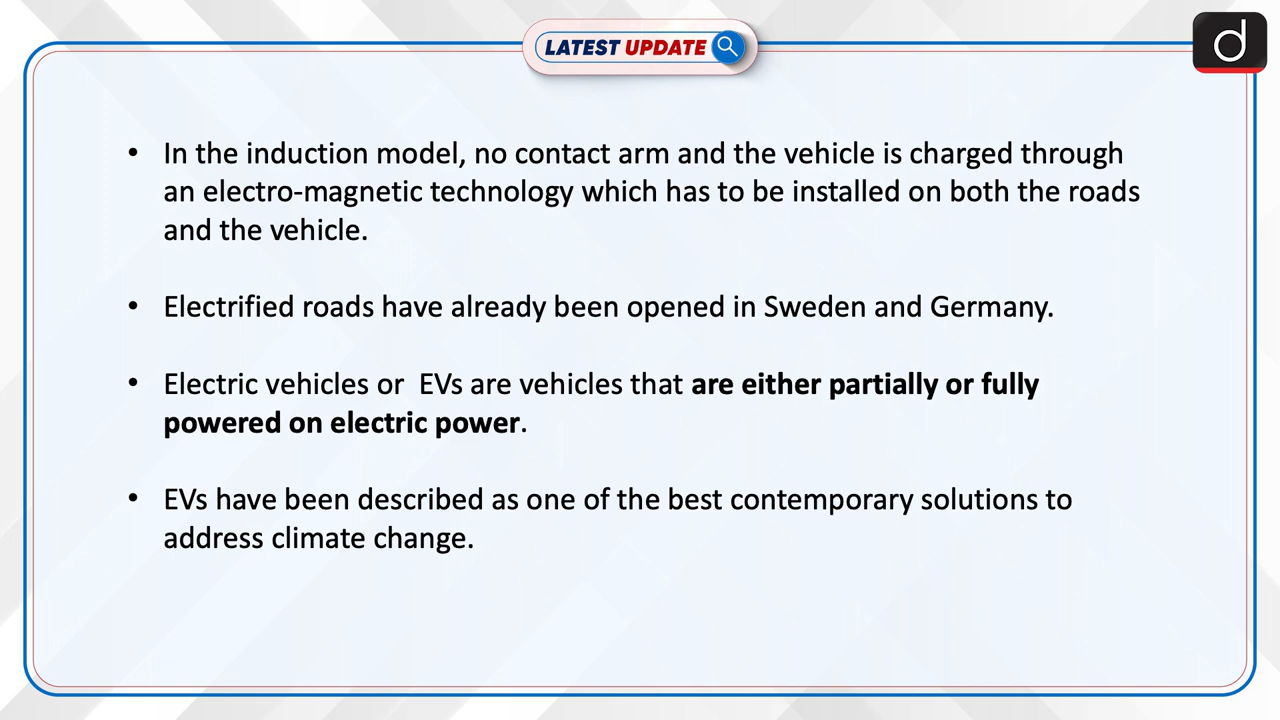 LATEST UPDATE
d
• In the induction model, no contact arm and the vehicle is charged through
an electro-magnetic technology which has to be installed on both the roads
and the vehicle.
• Electrified roads have already been opened in Sweden and Germany.
• Electric vehicles or  EVs are vehicles that are either partially or fully
powered on electric power.
• EVs have been described as one of the best contemporary solutions to
address climate change.